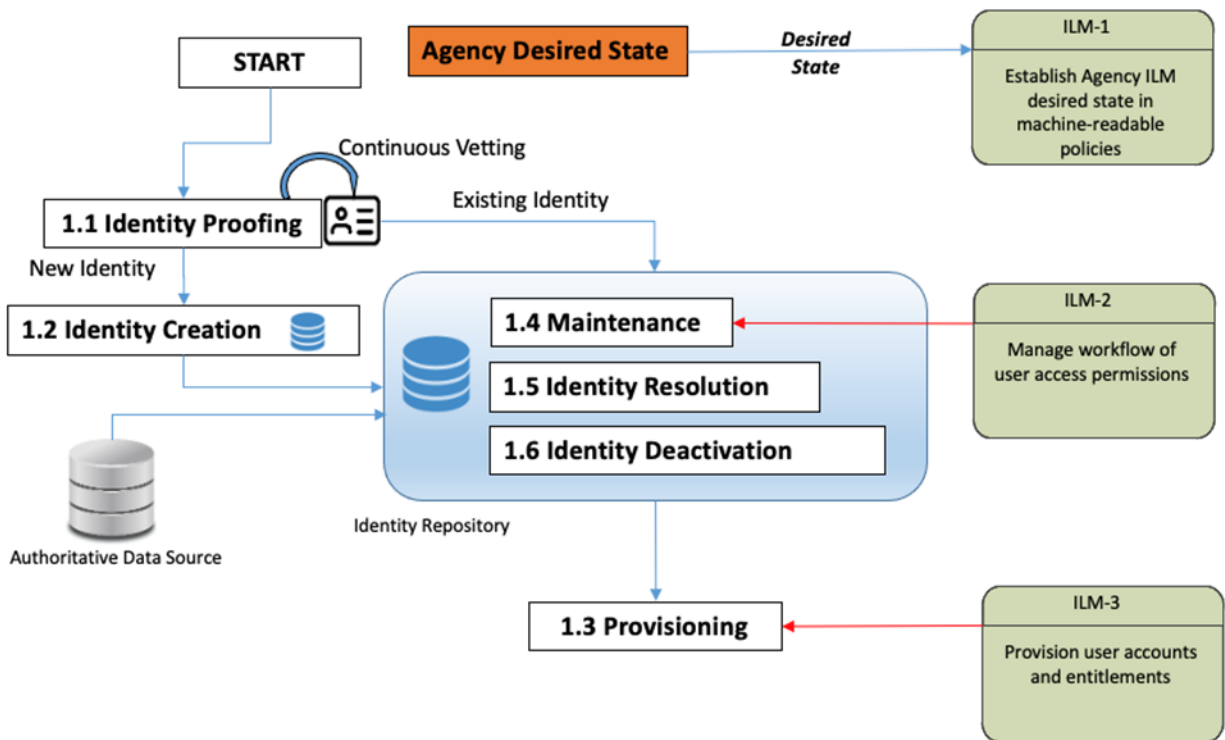 START
Agency Desired State
Desired
State
ILM-1
Establish Agency ILM
desired state in
machine-readable
policies
Continuous Vetting
1.1 Identity Proofing
Existing Identity
New Identity
1.2 Identity Creation
1.4 Maintenance
1.5 Identity Resolution
1.6 Identity Deactivation
ILM-2
Manage workflow of
user access permissions
Identity Repository
Authoritative Data Source
1.3 Provisioning
ILM-3
Provision user accounts
and entitlements